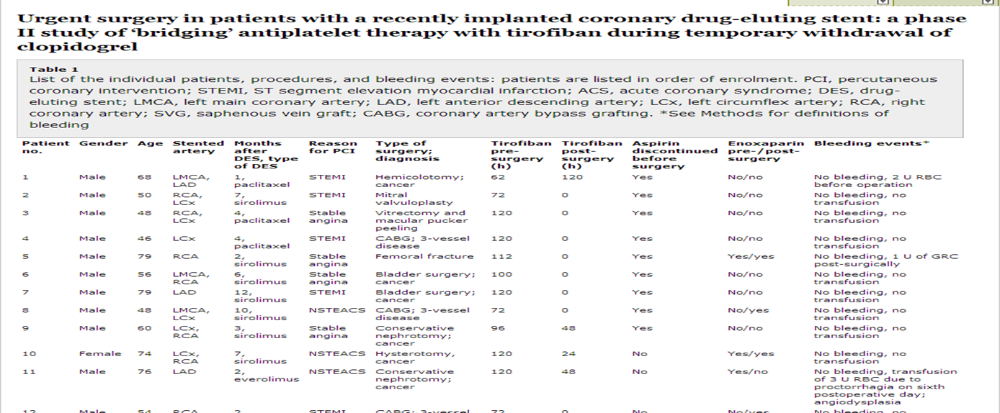 Urgent surgery in patients with a recently implanted coronary drug-eluting stent: a phase
II study of ‘bridging’ antiplatelet therapy with tirofiban during temporary withdrawal of
clopidogrel
Table 1
List of the individual patients, procedures, and bleeding events: patients are listed in order of enrolment. PCI, percutaneous
coronary intervention; STEMI, ST segment elevation myocardial infarction; ACS, acute coronary syndrome; DES, drug-
eluting stent; LMCA, left main coronary artery; LAD, left anterior descending artery; LCx, left circumflex artery; RCA, right
coronary artery; SVG, saphenous vein graft; CABG, coronary artery bypass grafting. *See Methods for definitions of
bleeding
Patient Gender Age Stented Months Reason Type of Tirofiban Tirofiban Aspirin Enoxaparin Bleeding events*
no. artery after for PCI surgery; pre- post- discontinued pre-/post-
DES, type diagnosis surgery surgery before surgery
of DES (h) (h) surgery
1 Male 68 LMCA, 1, STEMI Hemicolotomy; 62 120 Yes No/no No bleeding, 2 U RBC
LAD paclitaxel cancer before operation
2 Male 50 RCA, 7, STEMI Mitral 72 0 Yes No/no No bleeding, no
LCx sirolimus valvuloplasty transfusion
3 Male 48 RCA, 4, Stable Vitrectomy and 120 0 Yes No/no No bleeding, no
LCx paclitaxel angina macular pucker transfusion
peeling
4 Male 46 LCx 4, STEMI CABG; 3-vessel 120 0 Yes No/no No bleeding, no
paclitaxel disease transfusion
5 Male 79 RCA 2, Stable Femoral fracture 112 0 Yes Yes/yes No bleeding, 1 U of GRC
sirolimus angina post-surgically
6 Male 56 LMCA, 6, Stable Bladder surgery; 100 0 Yes No/no No bleeding, no
RCA sirolimus angina cancer transfusion
7 Male 79 LAD 12, STEMI Bladder surgery; 120 0 Yes No/no No bleeding, no
sirolimus cancer transfusion
8 Male 48 LMCA, 10, NSTEACS CABG; 3-vessel 72 0 Yes No/yes No bleeding, no
LCx sirolimus disease transfusion
9 Male 60 LCx, 3, Stable Conservative 96 48 Yes No/no No bleeding, no
RCA sirolimus angina nephrotomy; transfusion
cancer
10 Female 74 LCx, 7, NSTEACS Hysterotomy, 120 24 No Yes/yes No bleeding, no
RCA sirolimus cancer transfusion
11 Male 76 LAD 2, NSTEACS Conservative 120 48 No Yes/no No bleeding, transfusion
everolimus nephrotomy; of 3 U RBC due to
cancer proctorrhagia on sixth
postoperative day;
angiodysplasia
12 Male 54 RCA 2, STEMI CABG; 3-vessel 72 0 No No/yes No bleeding, no